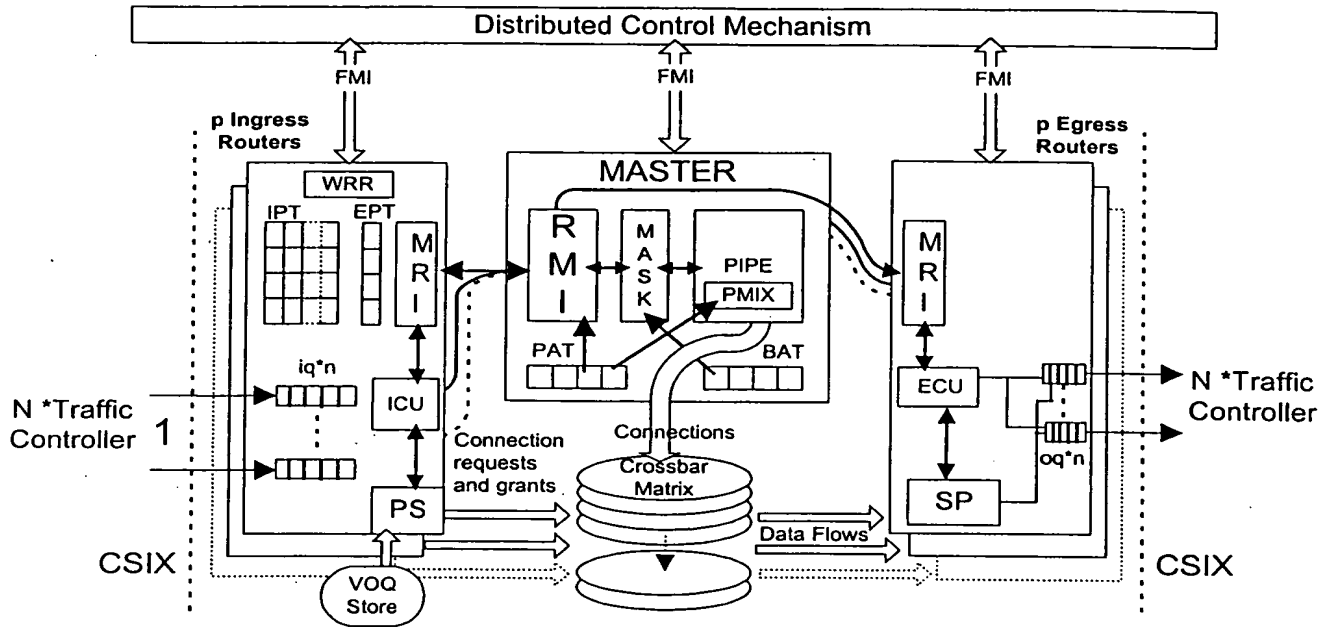 Distributed Control Mechanism
FMI
FMI
FMI
p Ingress
Routers
p Egress
Routers
WRR
IPT
EPT
M
R
I
MASTER
R
M
I
M
A
S
K
PIPE
PMIX
PAT
BAT
M
R
I
iq*n
ICU
ECU
oq*n
N *Traffic
Controller
1
N *Traffic
Controller
Connection
requests
and grants
Connections
Crossbar
Matrix
PS
SP
Data Flows
CSIX
CSIX
VOQ
Store